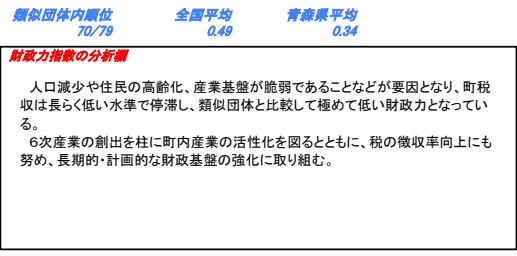 類似団体内順位 全国平均 青森県平均
70/79 0.49 0.34
財政力指数の分析欄
人口減少や住民の高齢化、産業基盤が脆弱であることなどが要因となり、町税
収は長らく低い水準で停滞し、類似団体と比較して極めて低い財政力となってい
る。
６次産業の創出を柱に町内産業の活性化を図るとともに、税の徴収率向上にも
努め、長期的・計画的な財政基盤の強化に取り組む。